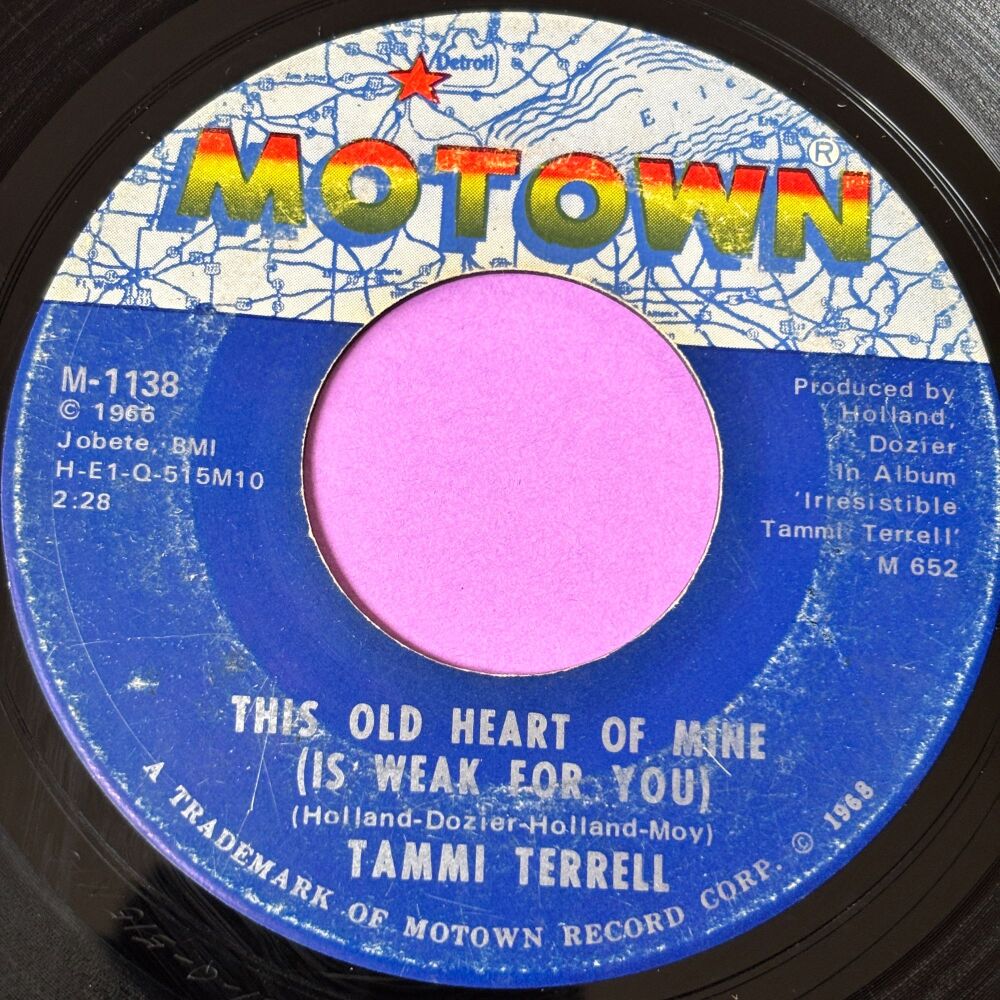 Detroit
Erie
MOTOWN®
M-1138
© 1966
Jobete, BMI
H-E1-Q-515M10
2:28
Produced by
Holland,
Dozier
In Album
'Irresistible
Tammi Terrell'
M 652
THIS OLD HEART OF MINE
(IS WEAK FOR YOU)
(Holland-Dozier-Holland-Moy)
TAMMI TERRELL
A TRADEMARK OF MOTOWN RECORD CORP. © 1968